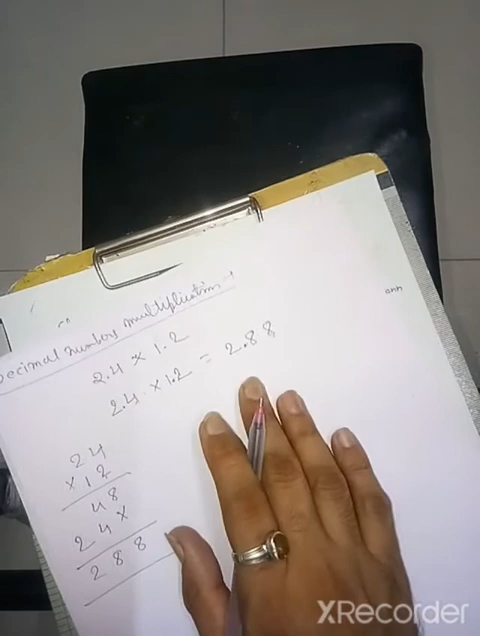 Decimal numbers multiplication →
2.4 × 1.2
2.4 × 1.2 = 2.88
24
× 12
48
24×
288
ann
XRecorder